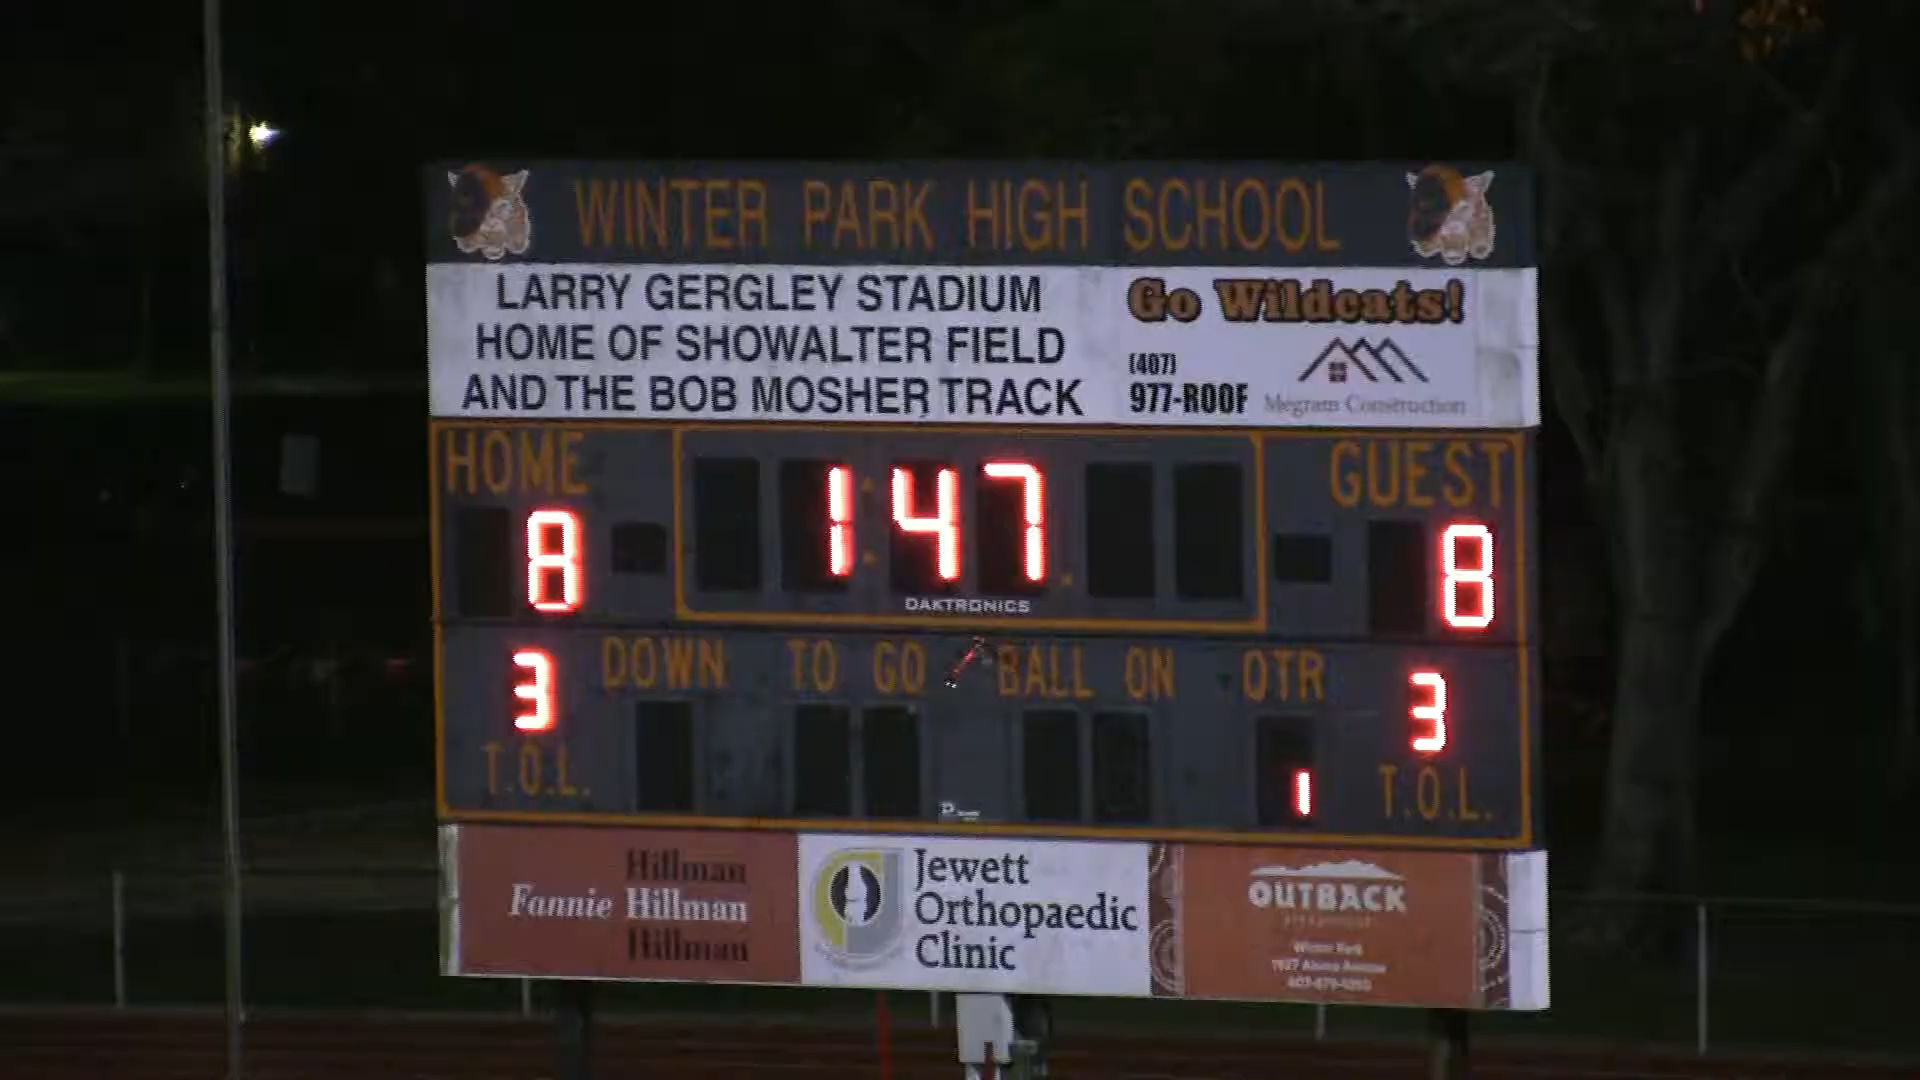 WINTER PARK HIGH SCHOOL
LARRY GERGLEY STADIUM
HOME OF SHOWALTER FIELD
AND THE BOB MOSHER TRACK
Go Wildcats!
(407)
977-ROOF
Megram Construction
HOME
1:47
GUEST
8
8
DAKTRONICS
3
DOWN TO GO BALL ON QTR
3
T.O.L.
1
T.O.L.
Hillman
Fannie Hillman
Hillman
Jewett
Orthopaedic
Clinic
OUTBACK
STEAKHOUSE
Winter Park